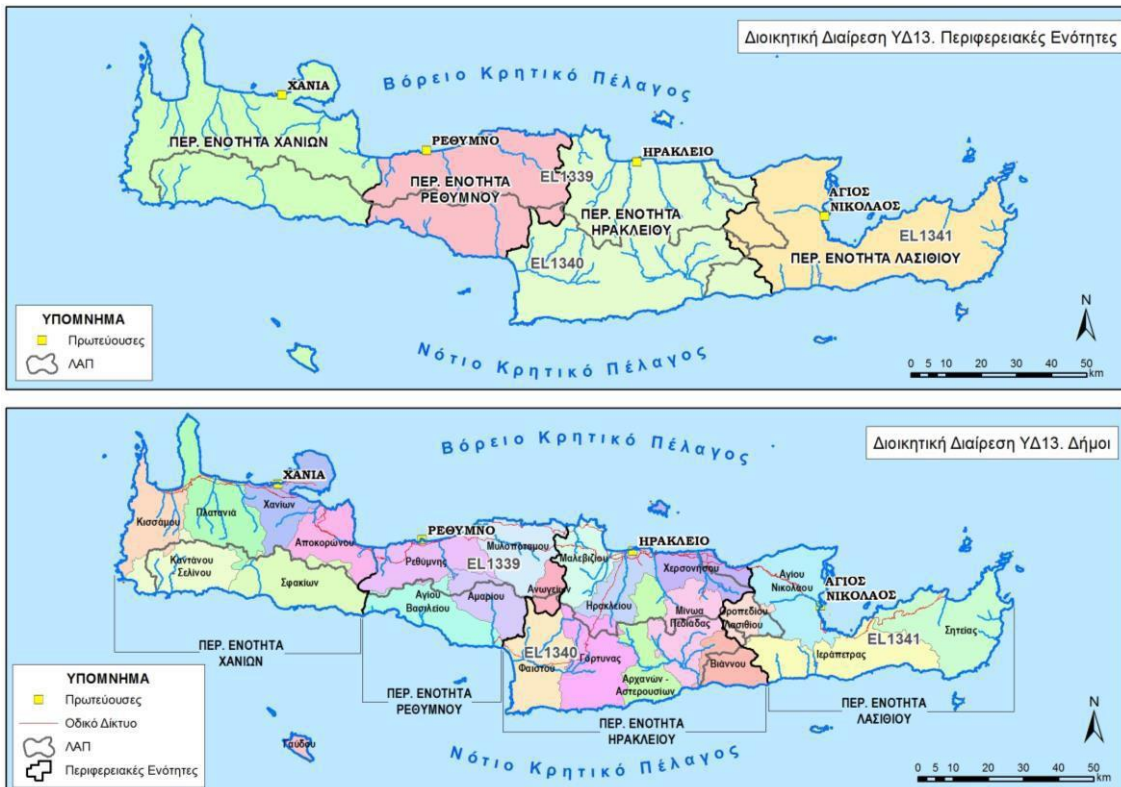 Διοικητική Διαίρεση ΥΔ13. Περιφερειακές Ενότητες
Βόρειο Κρητικό Πέλαγος
ΧΑΝΙΑ
ΡΕΘΥΜΝΟ
ΗΡΑΚΛΕΙΟ
ΠΕΡ. ΕΝΟΤΗΤΑ ΧΑΝΙΩΝ
EL1339
ΠΕΡ. ΕΝΟΤΗΤΑ
ΡΕΘΥΜΝΟΥ
ΠΕΡ. ΕΝΟΤΗΤΑ
ΗΡΑΚΛΕΙΟΥ
ΑΓΙΟΣ
ΝΙΚΟΛΑΟΣ
EL1341
EL1340
ΠΕΡ. ΕΝΟΤΗΤΑ ΛΑΣΙΘΙΟΥ
ΥΠΟΜΝΗΜΑ
Πρωτεύουσες
ΛΑΠ
Νότιο Κρητικό Πέλαγος
N
0 5 10 20 30 40 50
km
Διοικητική Διαίρεση ΥΔ13. Δήμοι
Βόρειο Κρητικό Πέλαγος
ΧΑΝΙΑ
Κισσάμου
Πλατανιά
Χανίων
Αποκορώνου
ΡΕΘΥΜΝΟ
ΗΡΑΚΛΕΙΟ
Μυλοποτάμου
Μαλεβιζίου
Χερσονήσου
Ρεθύμνης
EL1339
Καντάνου
Σελίνου
Σφακίων
Αγίου
Βασιλείου
Αμαρίου
Ανωγείων
Ηρακλείου
Μινώα
Πεδιάδας
Αγίου
Νικολάου
ΑΓΙΟΣ
ΝΙΚΟΛΑΟΣ
Οροπεδίου
Λασιθίου
EL1341
Σητείας
Ιεράπετρας
EL1340
Φαιστού
Γόρτυνας
Αρχανών -
Αστερουσίων
Βιάννου
ΠΕΡ. ΕΝΟΤΗΤΑ
ΧΑΝΙΩΝ
ΠΕΡ. ΕΝΟΤΗΤΑ
ΡΕΘΥΜΝΟΥ
ΠΕΡ. ΕΝΟΤΗΤΑ
ΗΡΑΚΛΕΙΟΥ
ΠΕΡ. ΕΝΟΤΗΤΑ
ΛΑΣΙΘΙΟΥ
ΥΠΟΜΝΗΜΑ
Πρωτεύουσες
Οδικό Δίκτυο
ΛΑΠ
Περιφερειακές Ενότητες
Γαύδου
Νότιο Κρητικό Πέλαγος
N
0 5 10 20 30 40 50
km